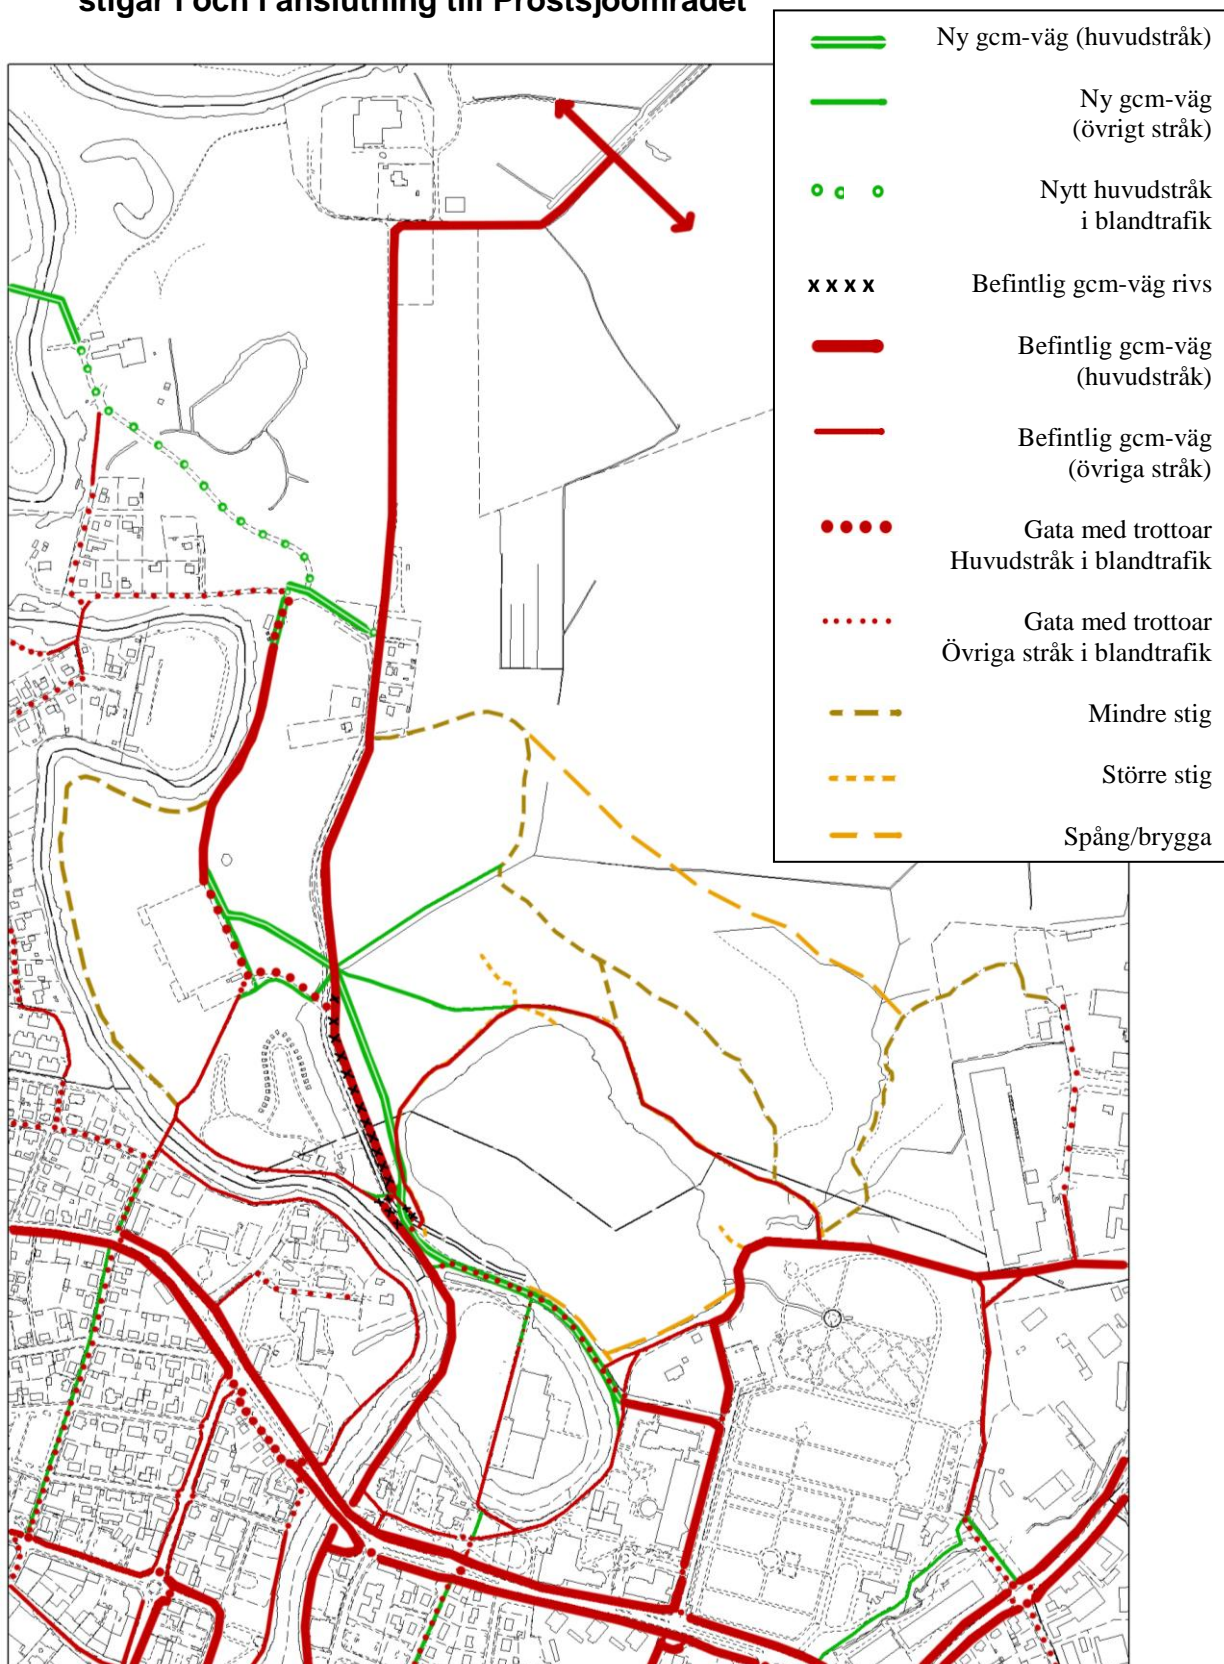 stigar i och i anslutning till Prostsjöområdet
Ny gcm-väg (huvudstråk)
Ny gcm-väg
(övrigt stråk)
Nytt huvudstråk
i blandtrafik
x x x x Befintlig gcm-väg rivs
Befintlig gcm-väg
(huvudstråk)
Befintlig gcm-väg
(övriga stråk)
Gata med trottoar
Huvudstråk i blandtrafik
Gata med trottoar
Övriga stråk i blandtrafik
Mindre stig
Större stig
Spång/brygga